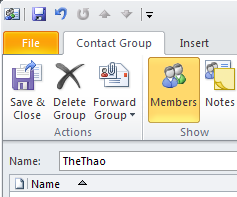 File Contact Group Insert
Save & Delete Forward Members Notes
Close Group Group
Actions Show
Name: TheThao
Name